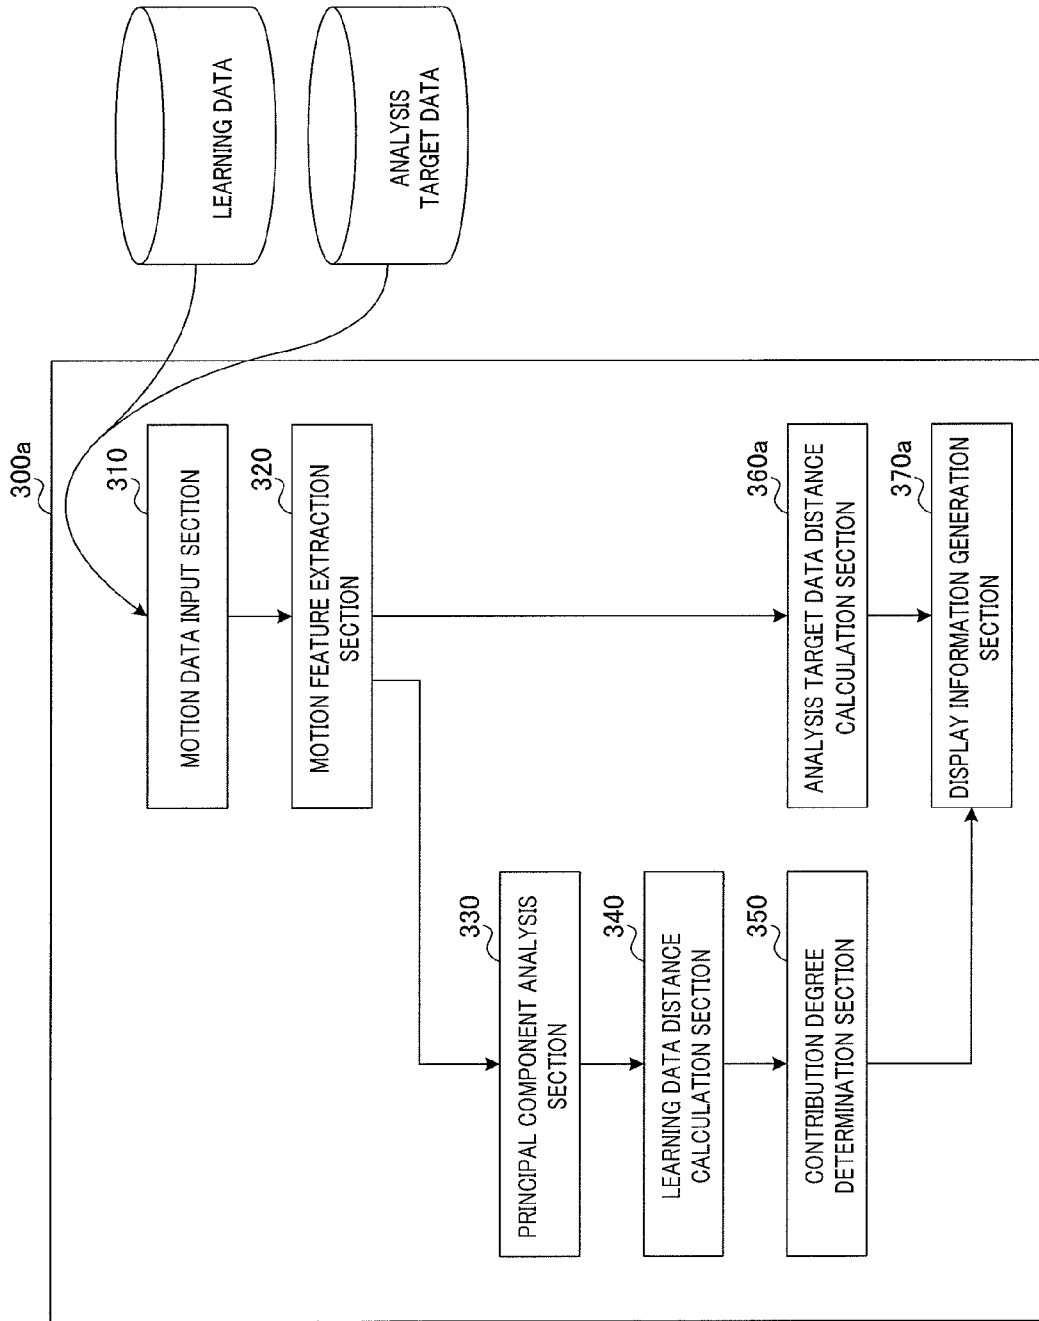 LEARNING DATA
ANALYSIS
TARGET DATA
300a
310
MOTION DATA INPUT SECTION
320
MOTION FEATURE EXTRACTION
SECTION
330
PRINCIPAL COMPONENT ANALYSIS
SECTION
340
LEARNING DATA DISTANCE
CALCULATION SECTION
350
CONTRIBUTION DEGREE
DETERMINATION SECTION
360a
ANALYSIS TARGET DATA DISTANCE
CALCULATION SECTION
370a
DISPLAY INFORMATION GENERATION
SECTION